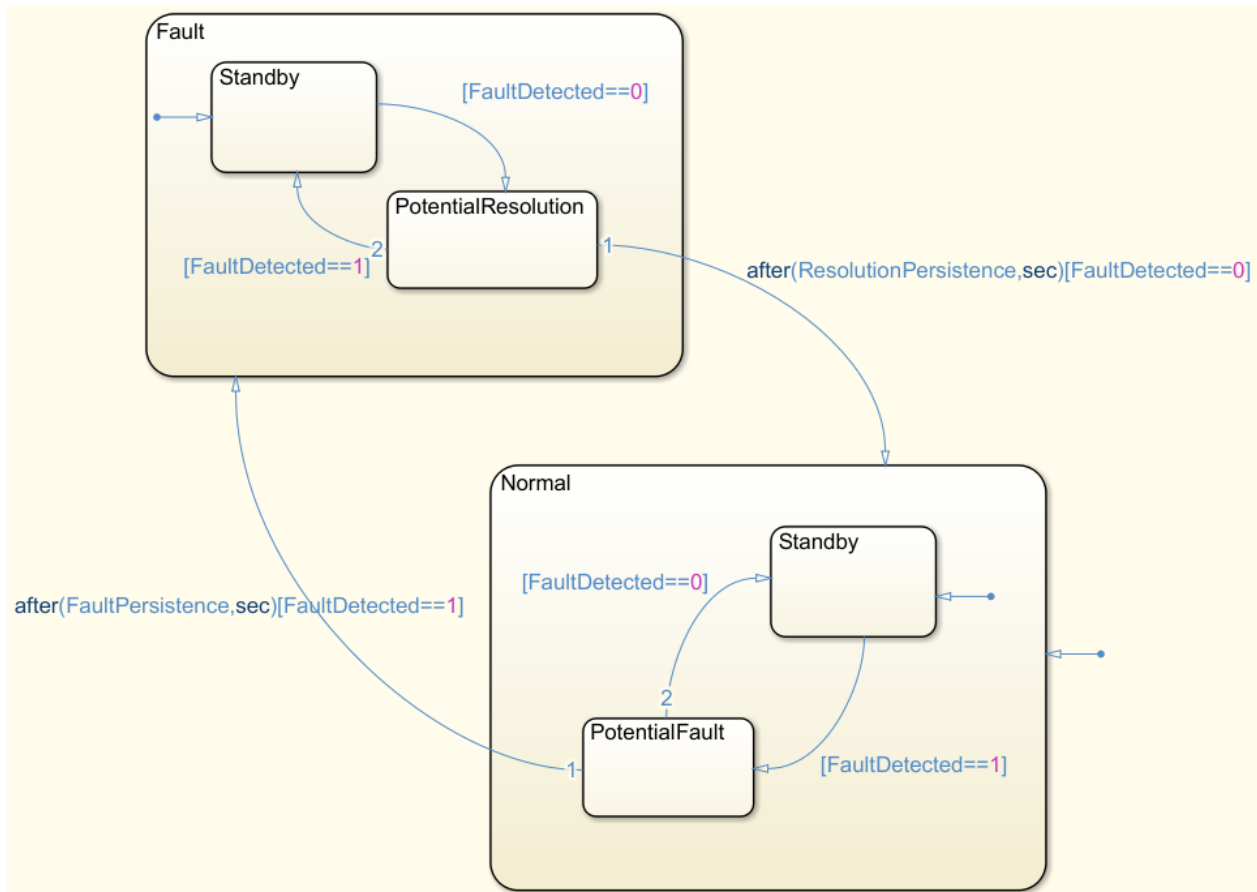 Fault
Standby
[FaultDetected==0]
PotentialResolution
2
1
[FaultDetected==1]
after(ResolutionPersistence,sec)[FaultDetected==0]
Normal
Standby
[FaultDetected==0]
after(FaultPersistence,sec)[FaultDetected==1]
2
PotentialFault
1
[FaultDetected==1]